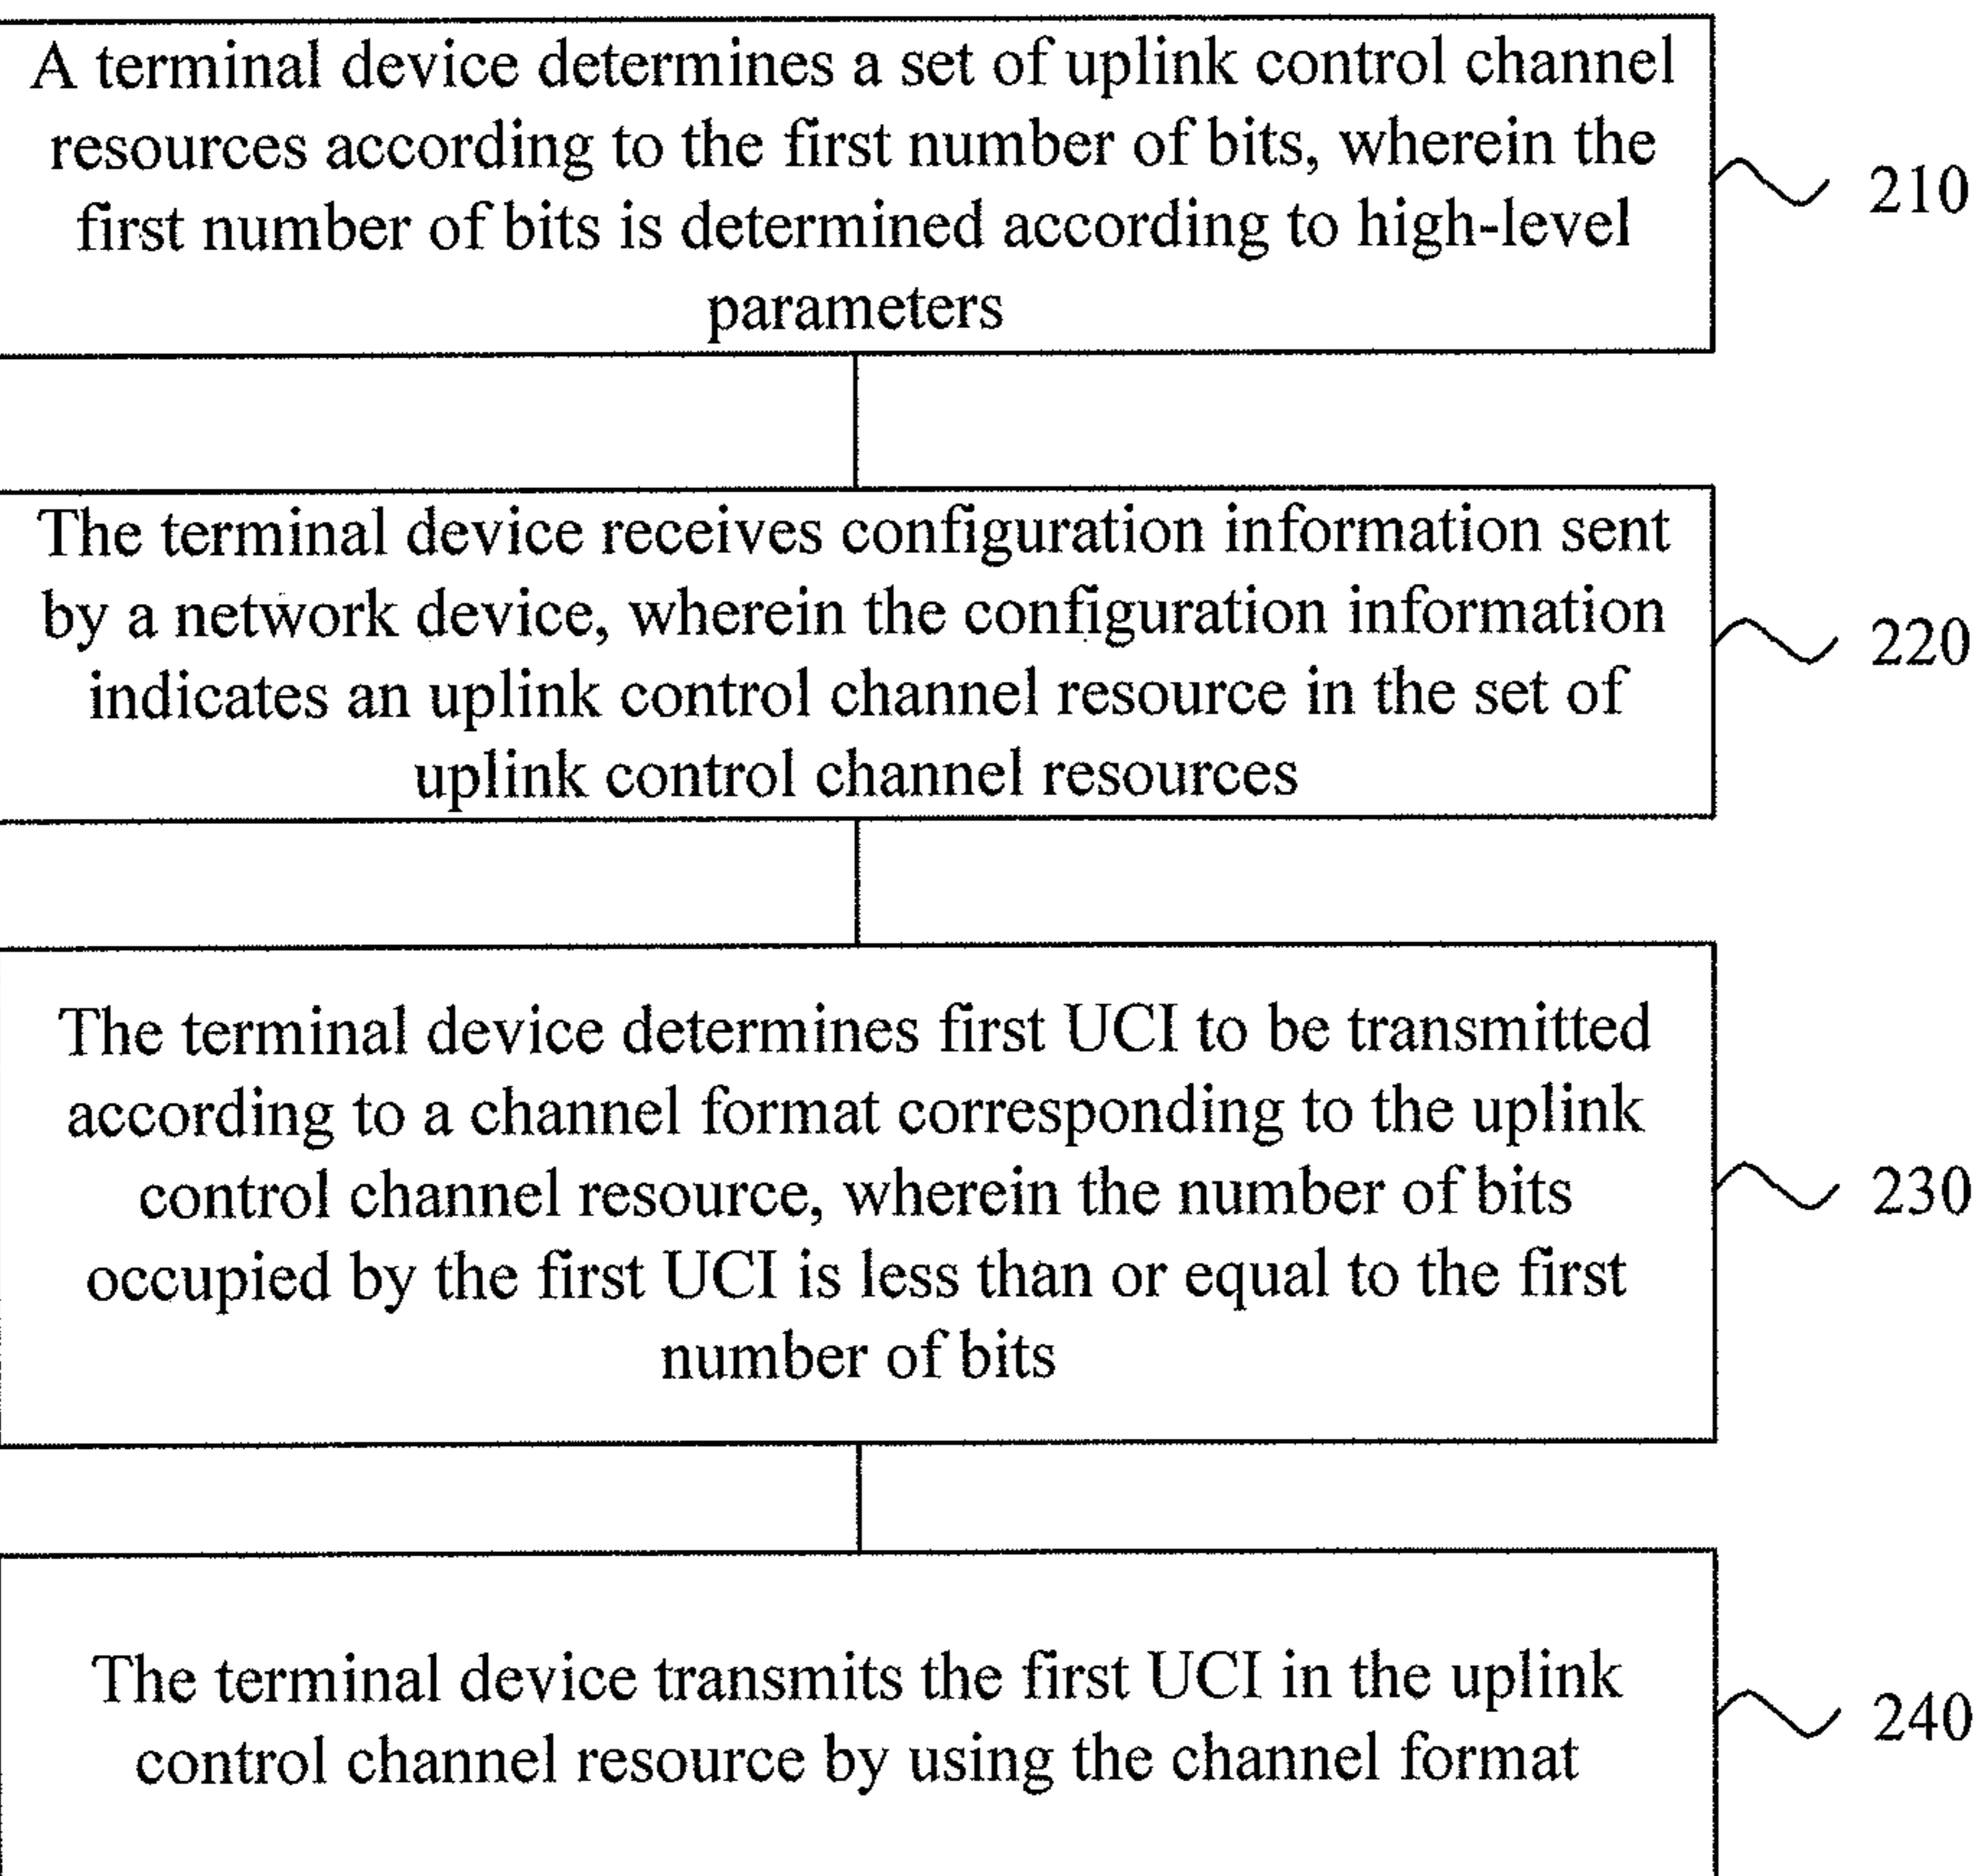 A terminal device determines a set of uplink control channel
resources according to the first number of bits, wherein the
first number of bits is determined according to high-level
parameters
210
The terminal device receives configuration information sent
by a network device, wherein the configuration information
indicates an uplink control channel resource in the set of
uplink control channel resources
220
The terminal device determines first UCI to be transmitted
according to a channel format corresponding to the uplink
control channel resource, wherein the number of bits
occupied by the first UCI is less than or equal to the first
number of bits
230
The terminal device transmits the first UCI in the uplink
control channel resource by using the channel format
240